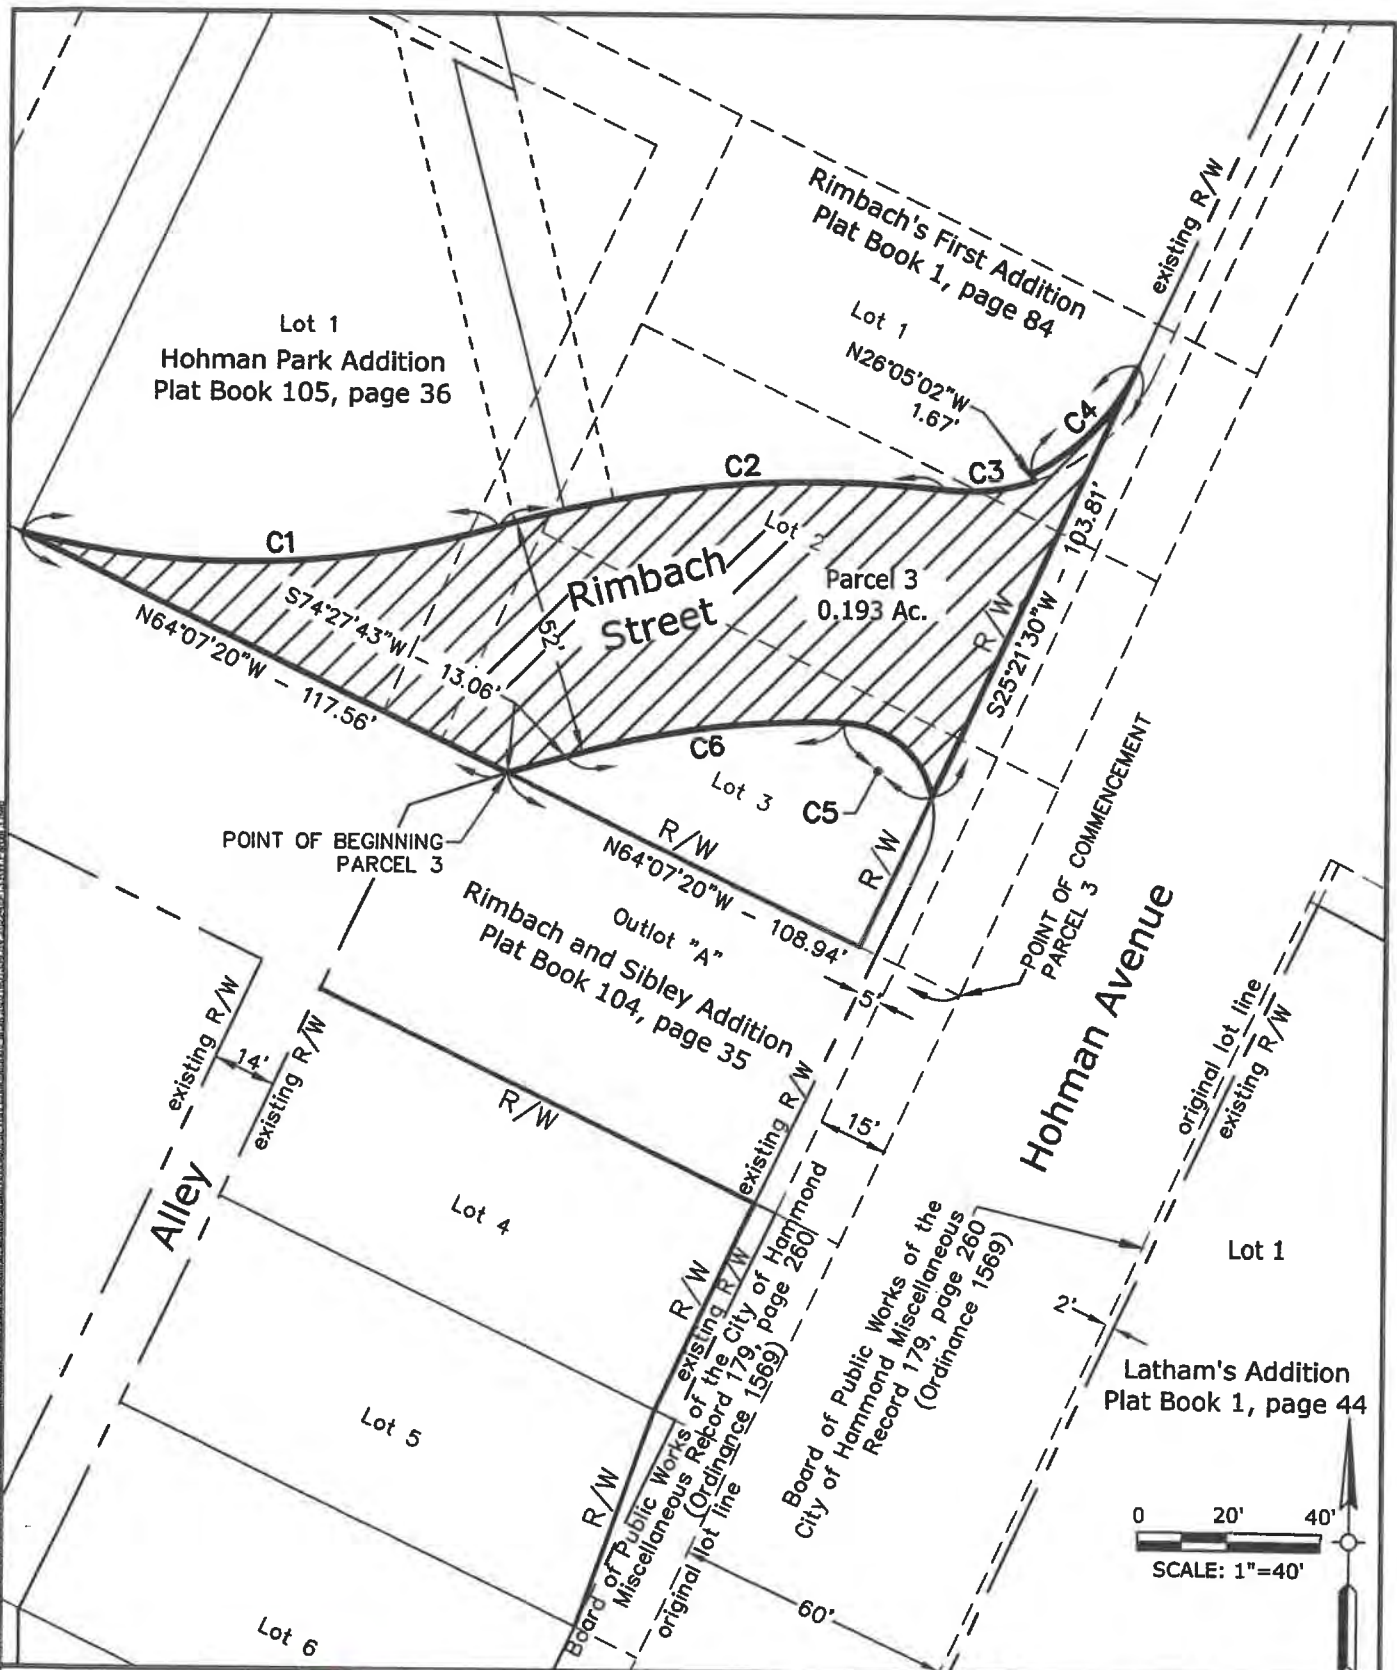 Rimbach's First Addition
Plat Book 1, page 84
existing R/W
Lot 1
N26°05'02"W
1.67'
Lot 1
Hohman Park Addition
Plat Book 105, page 36
C4
C3
C2
C1
Lot 2
Rimbach
Street
Parcel 3
0.193 Ac.
R/W
S25°21'30"W - 103.81'
S74°27'43"W - 13.06'
52'
N64°07'20"W - 117.56'
C6
Lot 3
C5
POINT OF BEGINNING
PARCEL 3
R/W
N64°07'20"W - 108.94'
R/W
POINT OF COMMENCEMENT
PARCEL 3
Outlot "A"
Rimbach and Sibley Addition
Plat Book 104, page 35
5'
Hohman Avenue
existing R/W
14'
existing R/W
Alley
R/W
existing R/W
15'
original lot line
existing R/W
Lot 4
R/W
existing R/W
Board of Public Works of the City of Hammond
Miscellaneous Record 179, page 260
(Ordinance 1569)
original lot line
Board of Public Works of the
City of Hammond Miscellaneous
Record 179, page 260
(Ordinance 1569)
Lot 1
2'
Latham's Addition
Plat Book 1, page 44
Lot 5
R/W
Lot 6
60'
0 20' 40'
SCALE: 1"=40'